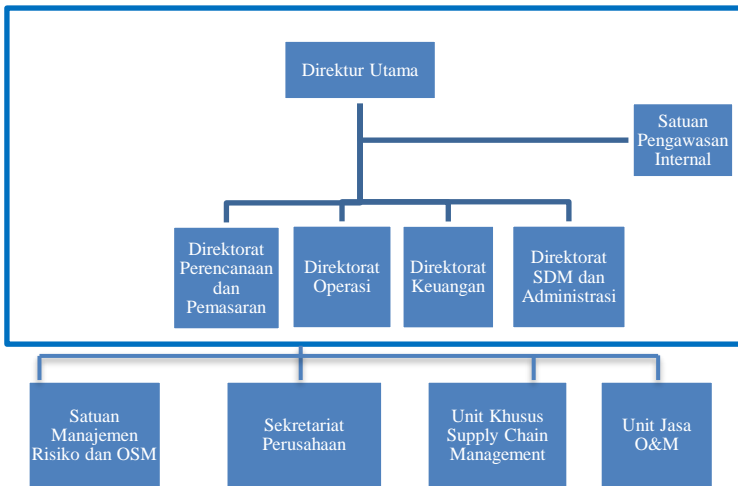 Direktur Utama
Satuan
Pengawasan
Internal
Direktorat
Perencanaan
dan
Pemasaran
Direktorat
Operasi
Direktorat
Keuangan
Direktorat
SDM dan
Administrasi
Satuan
Manajemen
Risiko dan OSM
Sekretariat
Perusahaan
Unit Khusus
Supply Chain
Management
Unit Jasa
O&M